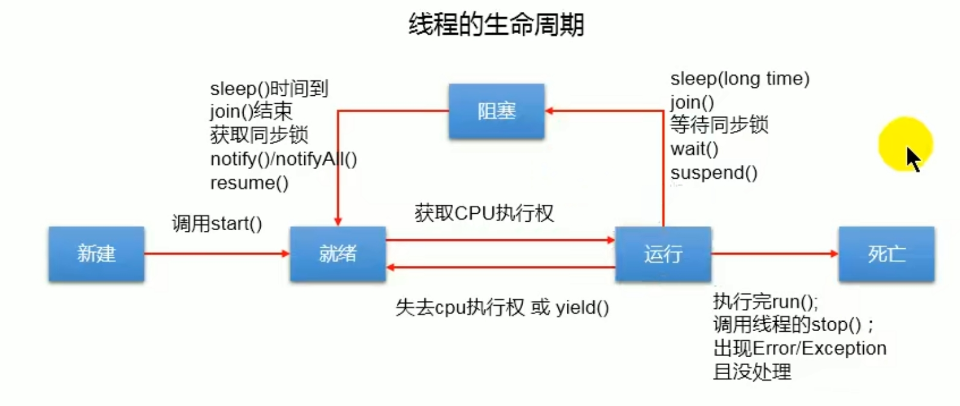 线程的生命周期
sleep()时间到
join()结束
获取同步锁
notify()/notifyAll()
resume()
阻塞
sleep(long time)
join()
等待同步锁
wait()
suspend()
调用start()
获取CPU执行权
新建
就绪
运行
死亡
失去cpu执行权 或 yield()
执行完run();
调用线程的stop()；
出现Error/Exception
且没处理